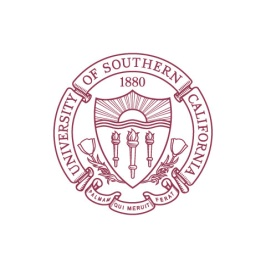 UNIVERSITY OF SOUTHERN CALIFORNIA
1880
PALMAM QUI MERUIT FERAT